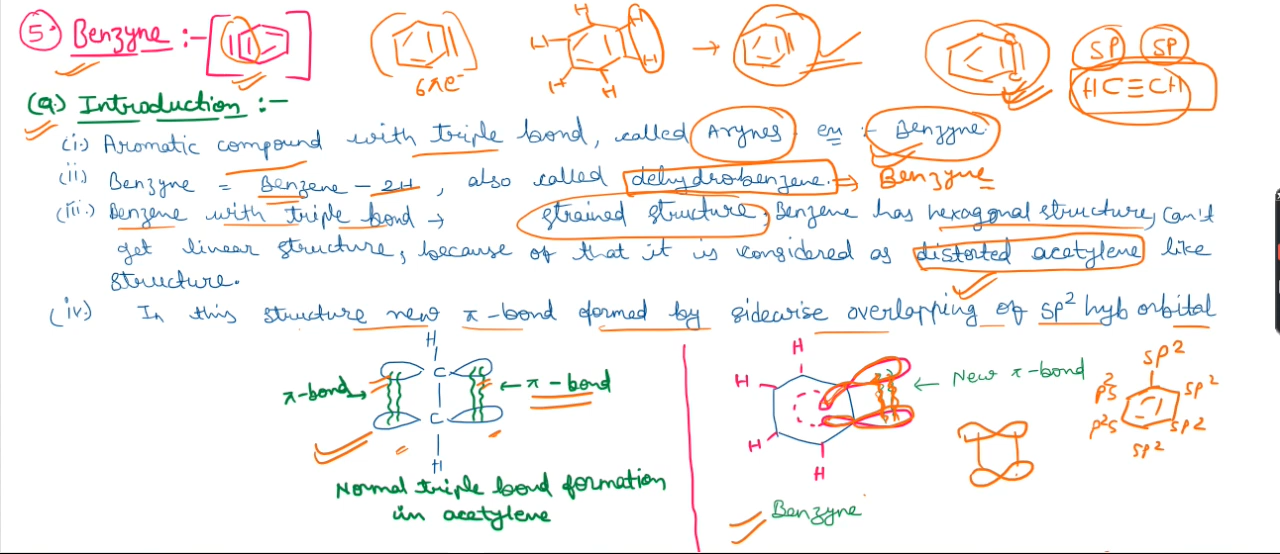 5. Benzyne :-
6πe⁻
H H H H H H
C C
SP SP
HC≡CH
(a.) Introduction :-
(i.) Aromatic compound with triple bond, called Arynes eg :- Benzyne.
(ii) Benzyne = Benzene - 2H, also called dehydrobenzene. → Benzyne
(iii.) Benzene with triple bond → strained structure, Benzene has hexagonal structure, can't
get linear structure, because of that it is considered as distorted acetylene like
structure.
(iv.) In this structure new π-bond formed by sidewise overlapping of sp² hyb orbital
H
C
C
H
π-bond →
← π-bond
Normal triple bond formation
in acetylene
H
H
H
H
← New π-bond
Benzyne
sp²
p²s sp²
p²s sp2
sp²